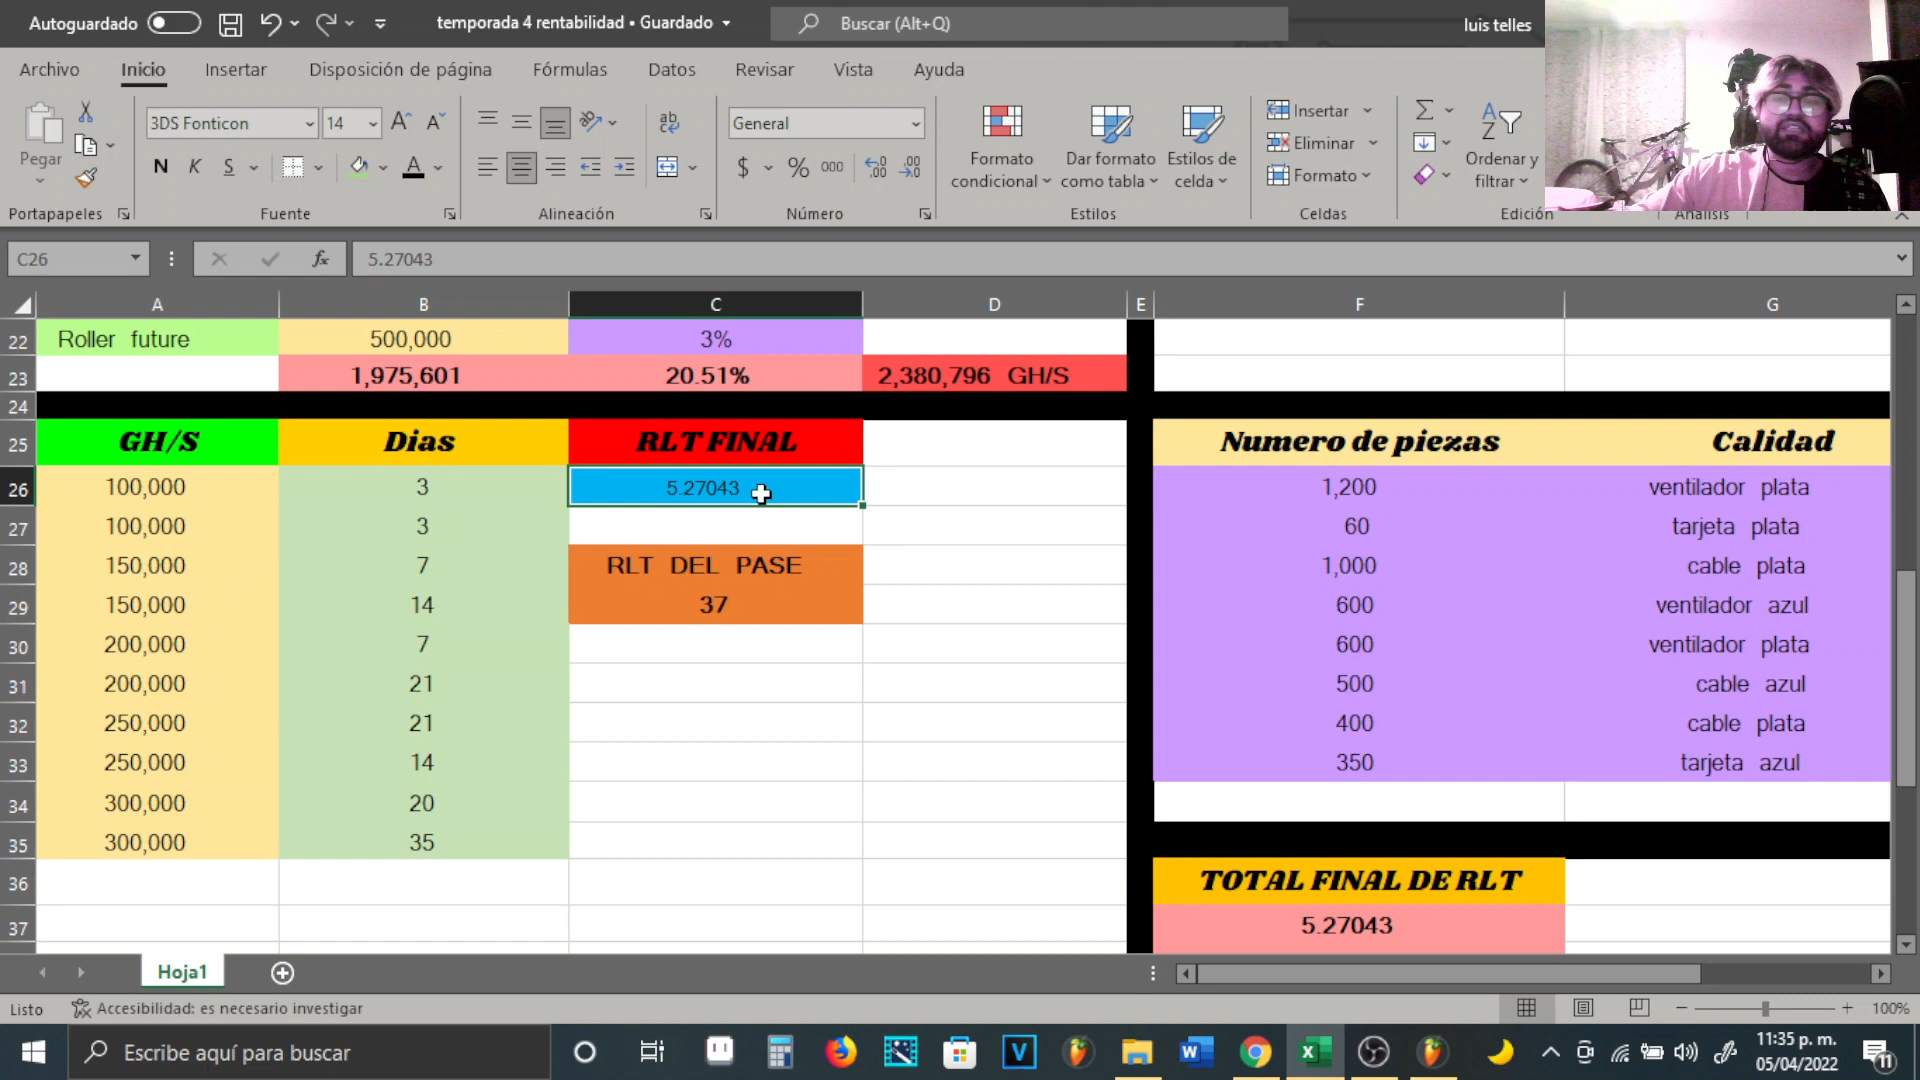 Autoguardado
temporada 4 rentabilidad • Guardado
Buscar (Alt+Q)
luis telles
Archivo
Inicio
Insertar
Disposición de página
Fórmulas
Datos
Revisar
Vista
Ayuda
Pegar
3DS Fonticon
14
General
N K S
$ % 000
Formato condicional
Dar formato como tabla
Estilos de celda
Insertar
Eliminar
Formato
Ordenar y filtrar
Portapapeles
Fuente
Alineación
Número
Estilos
Celdas
Edición
Análisis
C26
fx
5.27043
A B C D E F G
22 Roller future 500,000 3%
23 1,975,601 20.51% 2,380,796 GH/S
24
25 GH/S Dias RLT FINAL Numero de piezas Calidad
26 100,000 3 5.27043 1,200 ventilador plata
27 100,000 3 60 tarjeta plata
28 150,000 7 RLT DEL PASE 1,000 cable plata
29 150,000 14 37 600 ventilador azul
30 200,000 7 600 ventilador plata
31 200,000 21 500 cable azul
32 250,000 21 400 cable plata
33 250,000 14 350 tarjeta azul
34 300,000 20
35 300,000 35
36 TOTAL FINAL DE RLT
37 5.27043
Hoja1
Listo
Accesibilidad: es necesario investigar
100%
Escribe aquí para buscar
11:35 p. m.
05/04/2022
11